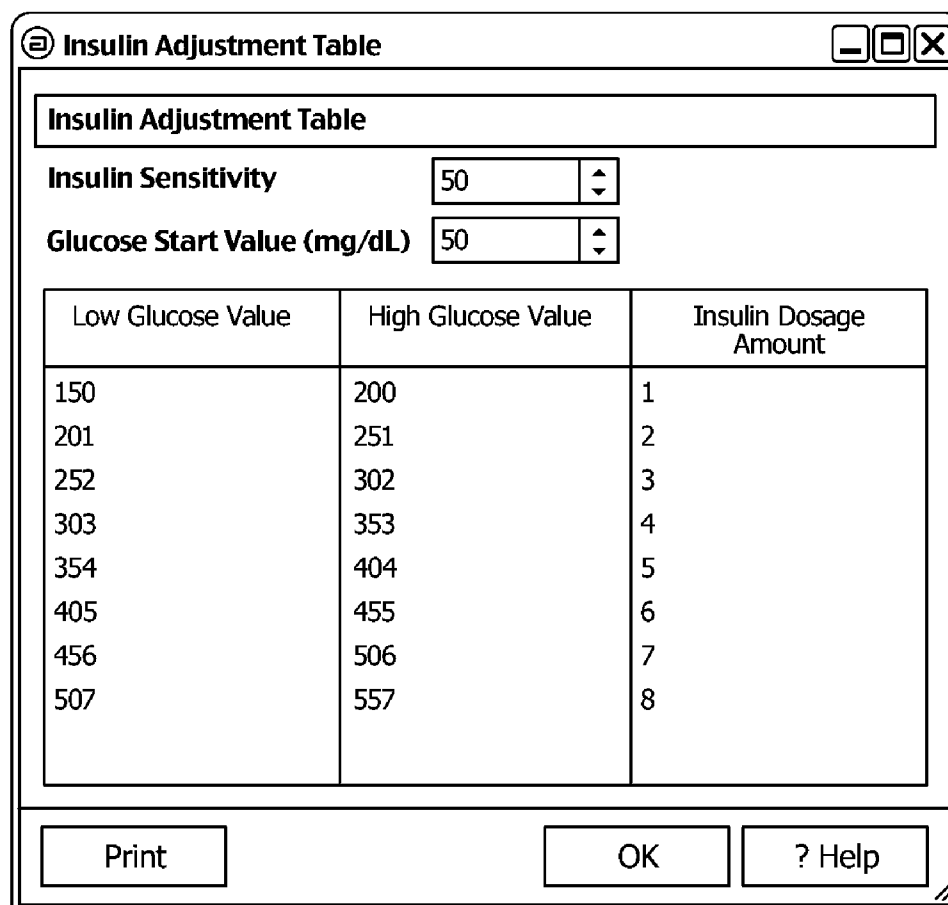 Insulin Adjustment Table
Insulin Adjustment Table
Insulin Sensitivity 50
Glucose Start Value (mg/dL) 50
Low Glucose Value High Glucose Value Insulin Dosage
Amount
150 200 1
201 251 2
252 302 3
303 353 4
354 404 5
405 455 6
456 506 7
507 557 8
Print OK ? Help